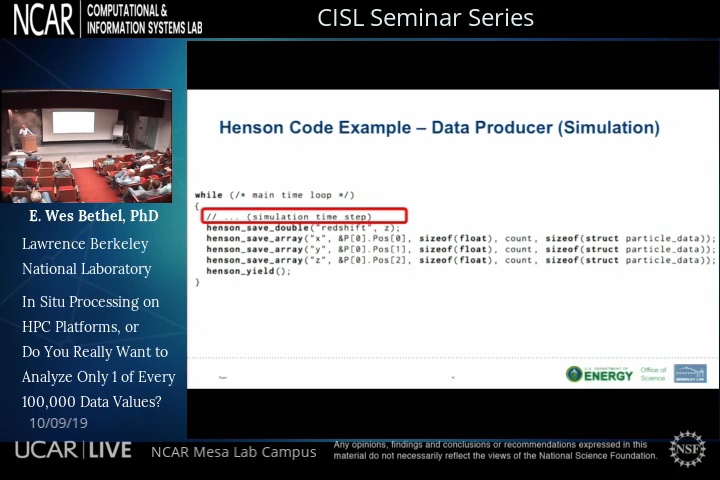 NCAR
COMPUTATIONAL &
INFORMATION SYSTEMS LAB
CISL Seminar Series
E. Wes Bethel, PhD
Lawrence Berkeley
National Laboratory
In Situ Processing on
HPC Platforms, or
Do You Really Want to
Analyze Only 1 of Every
100,000 Data Values?
10/09/19
Henson Code Example – Data Producer (Simulation)
while (/* main time loop */)
{
// ... (simulation time step)
henson_save_double("redshift", z);
henson_save_array("x", &P[0].Pos[0], sizeof(float), count, sizeof(struct particle_data));
henson_save_array("y", &P[0].Pos[1], sizeof(float), count, sizeof(struct particle_data));
henson_save_array("z", &P[0].Pos[2], sizeof(float), count, sizeof(struct particle_data));
henson_yield();
}
U.S. DEPARTMENT OF
ENERGY
Office of
Science
BERKELEY LAB
UCAR | LIVE
NCAR Mesa Lab Campus
Any opinions, findings and conclusions or recommendations expressed in this
material do not necessarily reflect the views of the National Science Foundation.
NSF